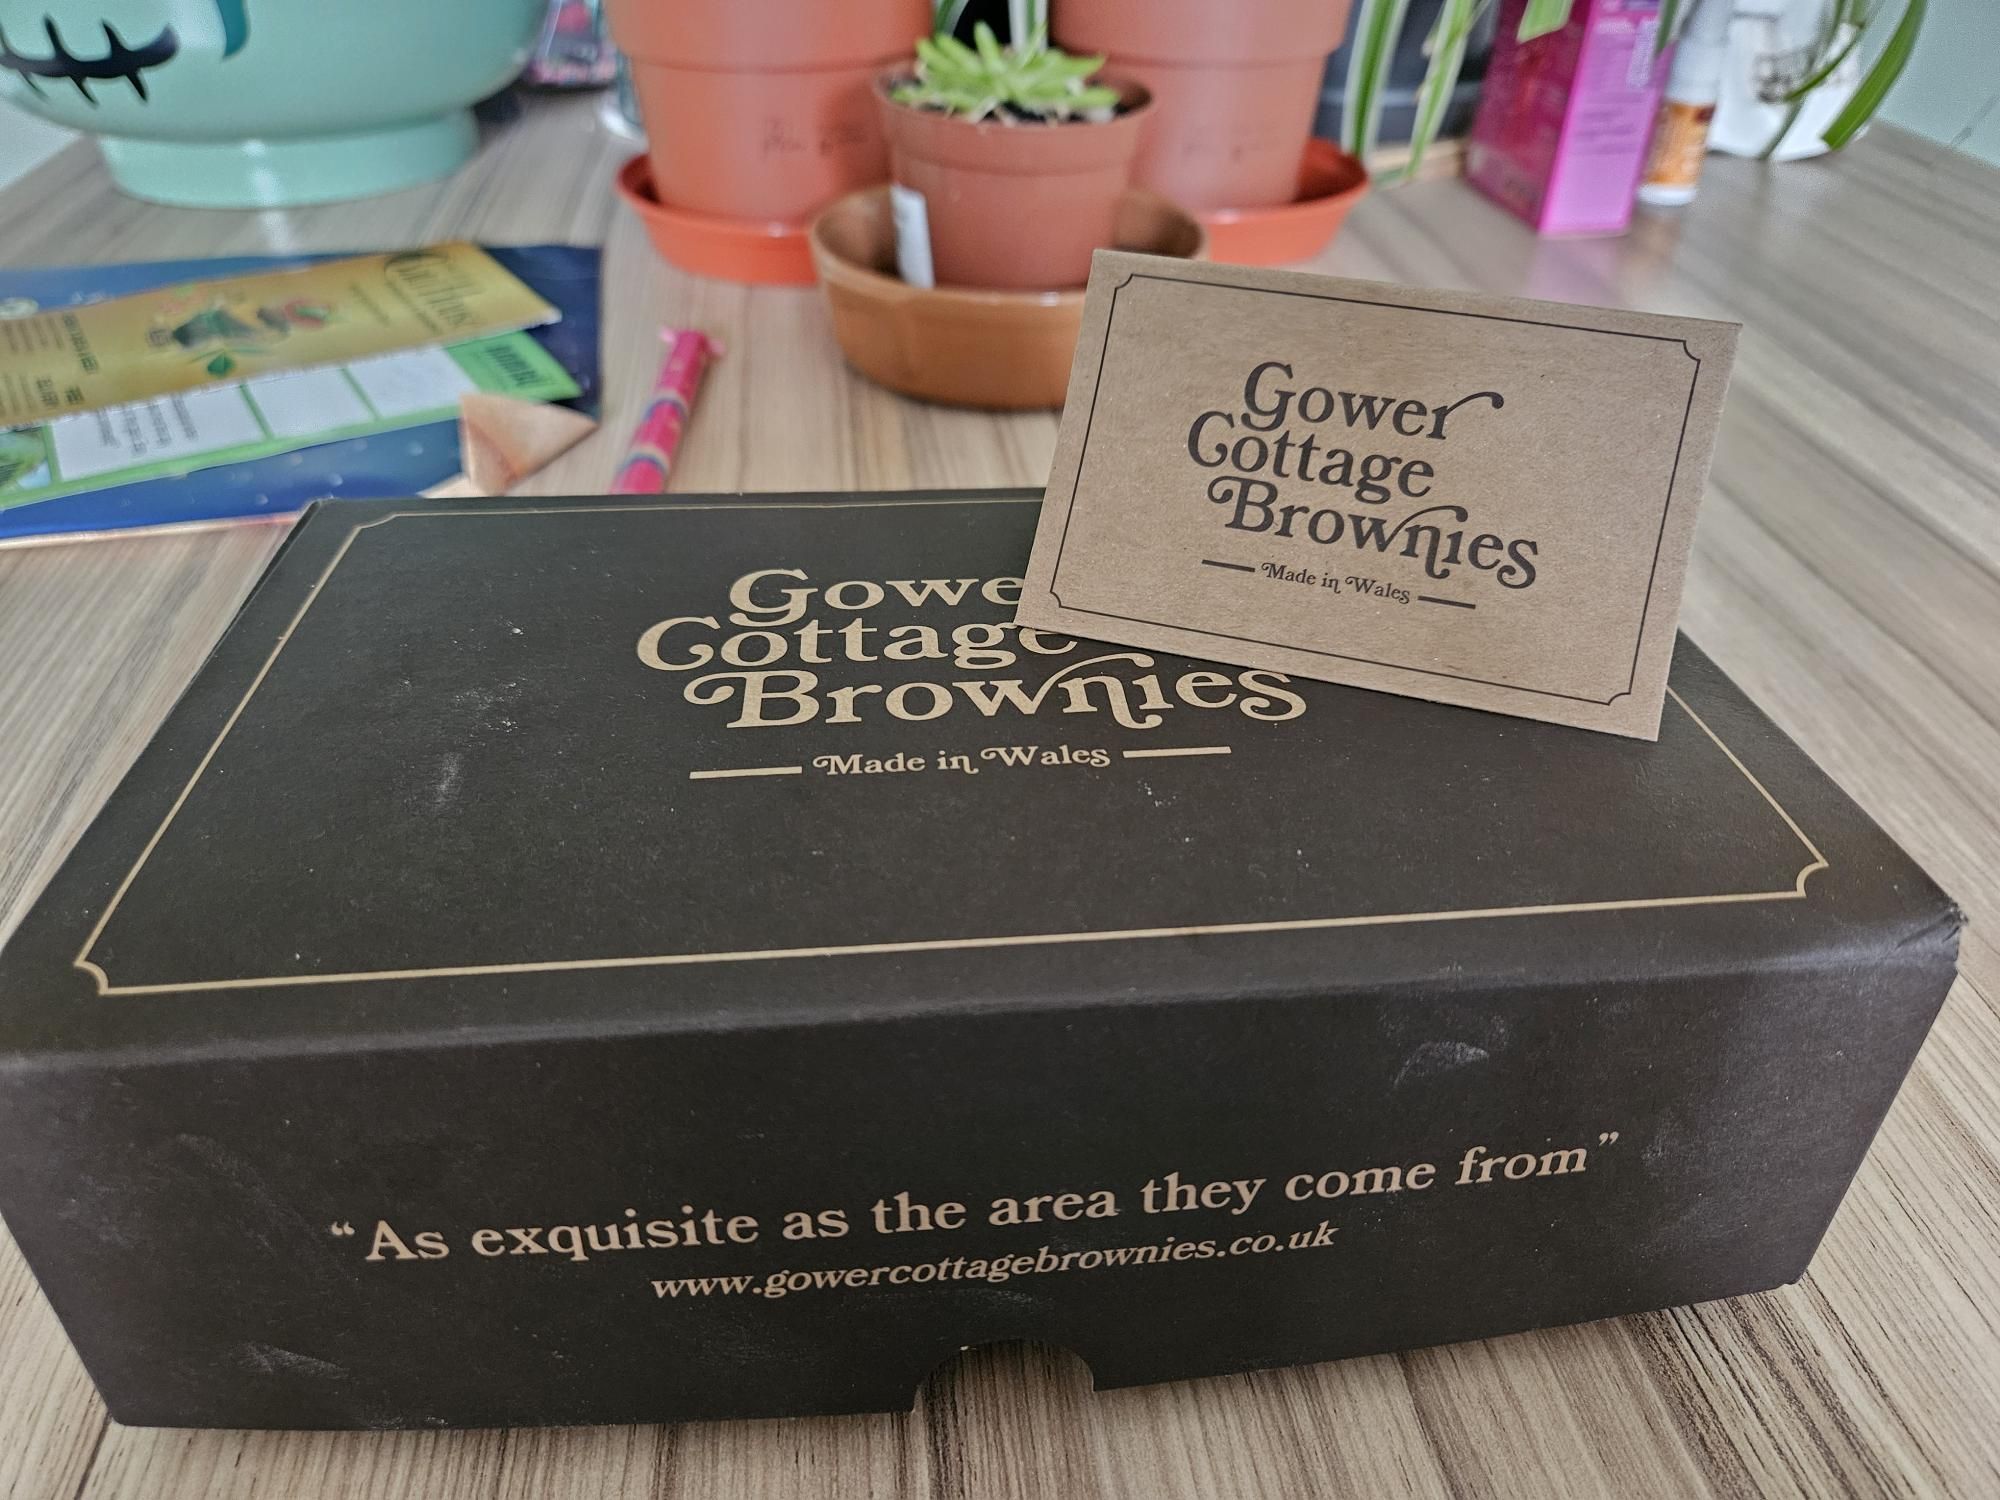 Gower
Cottage
Brownies
Made in Wales
Gowe
Cottage
Brownies
Made in Wales
“As exquisite as the area they come from”
www.gowercottagebrownies.co.uk